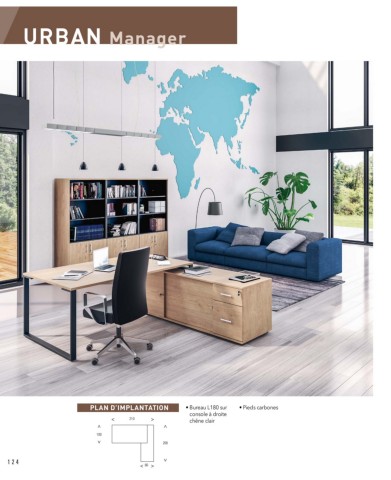 URBAN Manager
PLAN D'IMPLANTATION
• Bureau L180 sur
console à droite
chêne clair
• Pieds carbones
124